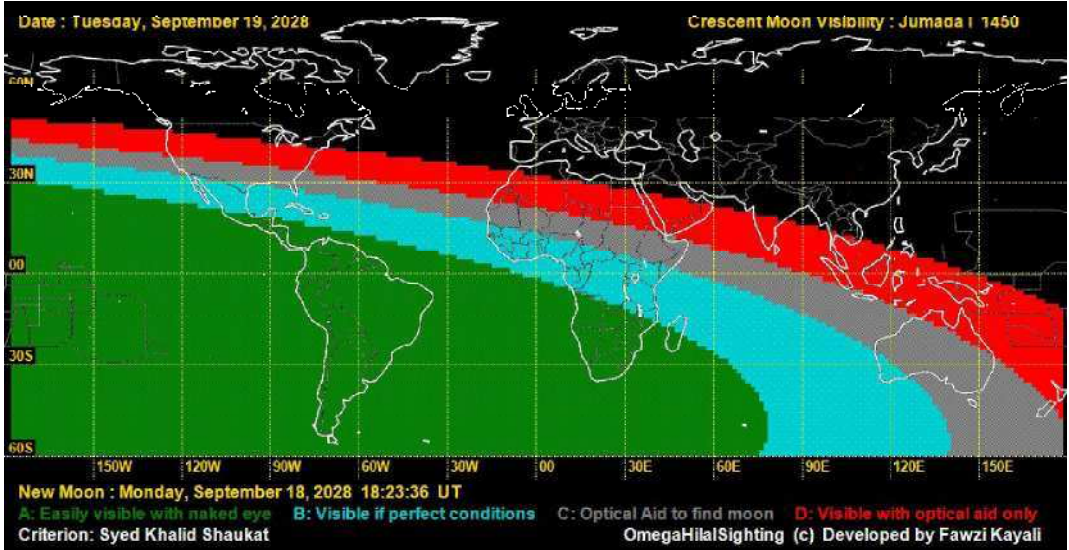 Date : Tuesday, September 19, 2028
Crescent Moon Visibility : Jumada I 1450
60N
30N
00
30S
60S
150W 120W 90W 60W 30W 00 30E 60E 90E 120E 150E
New Moon : Monday, September 18, 2028 18:23:36 UT
A: Easily visible with naked eye B: Visible if perfect conditions C: Optical Aid to find moon D: Visible with optical aid only
Criterion: Syed Khalid Shaukat OmegaHilalSighting (c) Developed by Fawzi Kayali